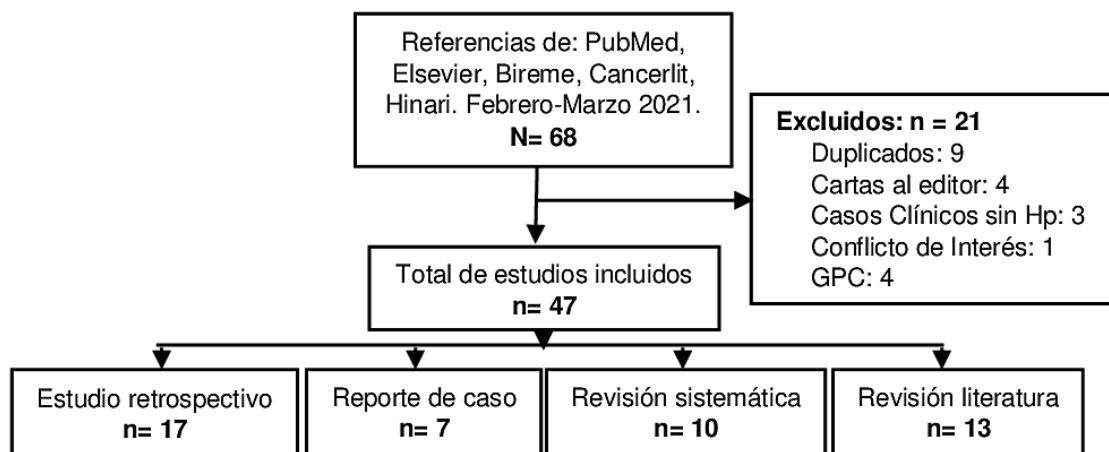 Referencias de: PubMed,
Elsevier, Bireme, Cancerlit,
Hinari. Febrero-Marzo 2021.
N= 68
Excluidos: n = 21
Duplicados: 9
Cartas al editor: 4
Casos Clínicos sin Hp: 3
Conflicto de Interés: 1
GPC: 4
Total de estudios incluidos
n= 47
Estudio retrospectivo
n= 17
Reporte de caso
n= 7
Revisión sistemática
n= 10
Revisión literatura
n= 13